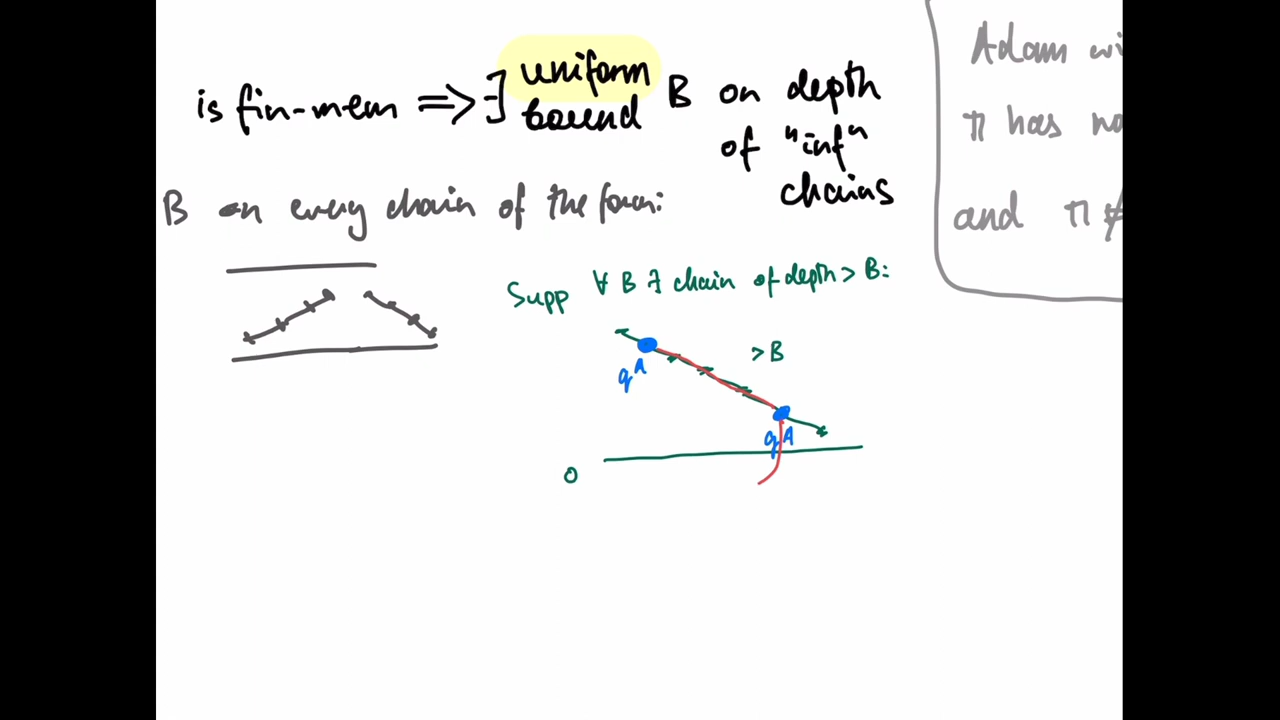 is fin-mem ⇒ ∃ uniform bound B on depth
of "inf"
chains
B on every chain of the form:
Supp ∀ B ∃ chain of depth > B:
> B
q A
q A
0
Adam wi
π has no
and π ≠